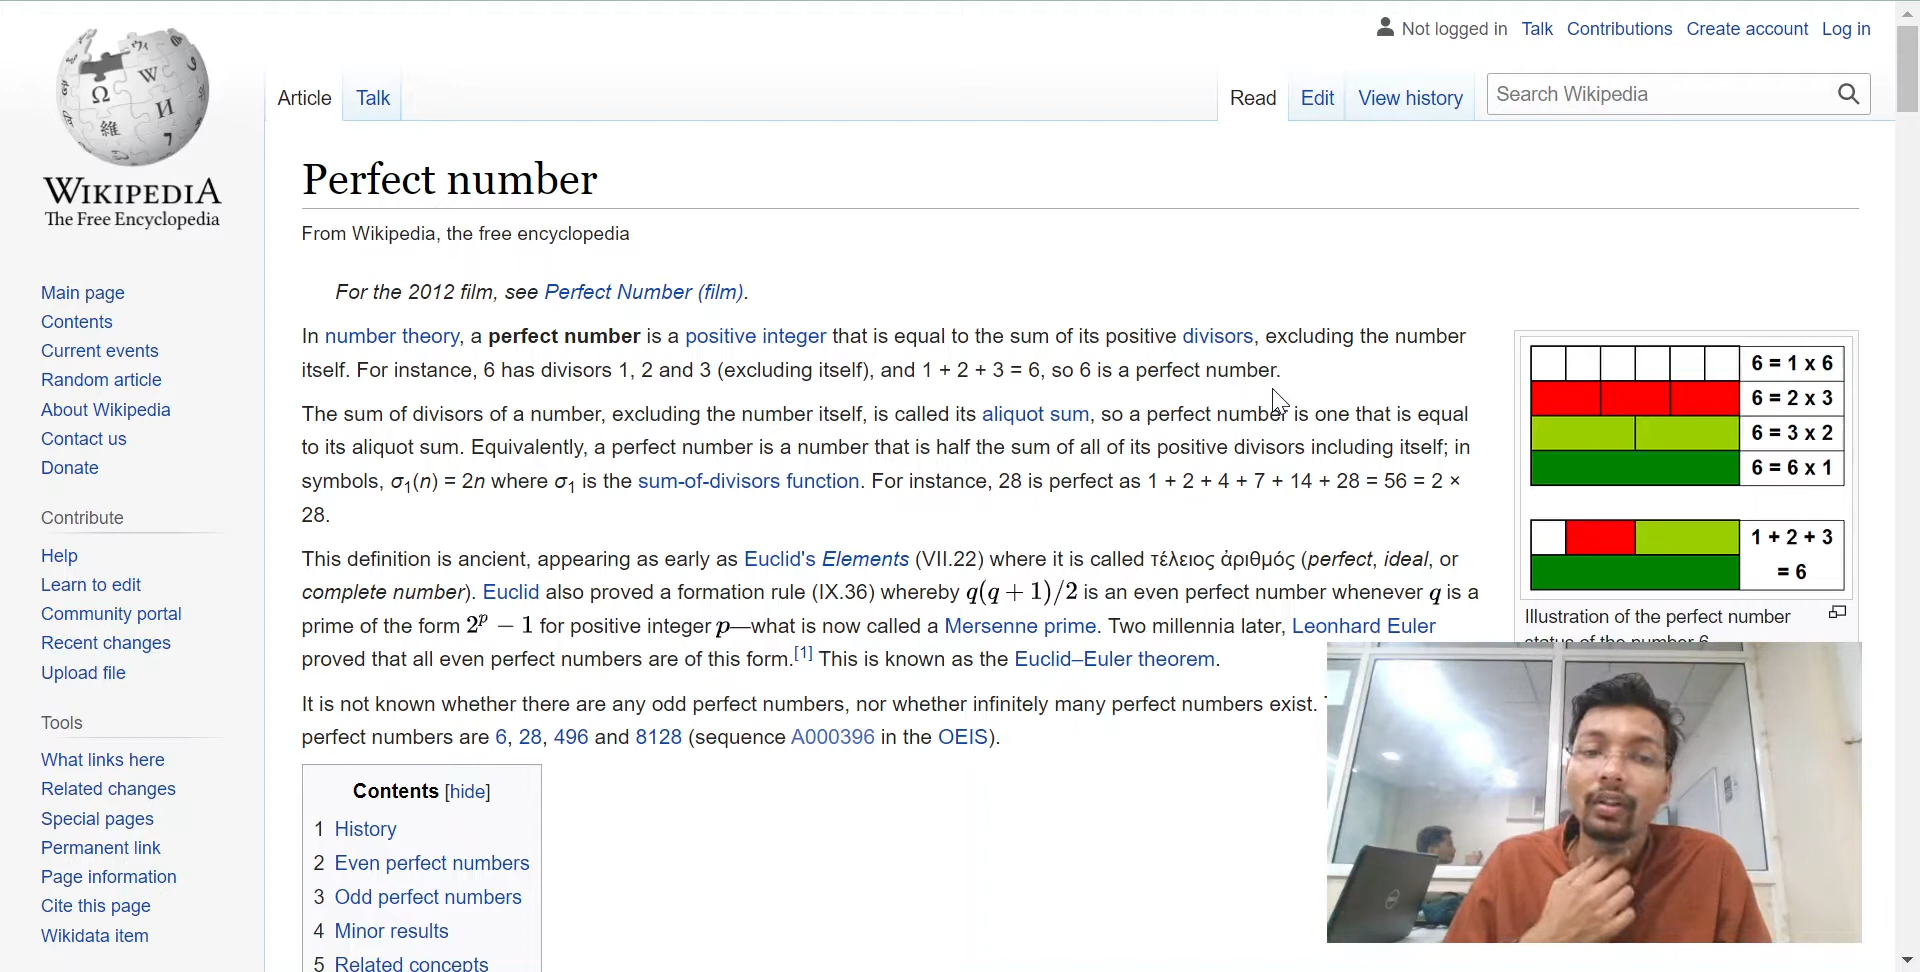 Not logged in Talk Contributions Create account Log in
Article Talk Read Edit View history Search Wikipedia
WIKIPEDIA
The Free Encyclopedia
Main page
Contents
Current events
Random article
About Wikipedia
Contact us
Donate
Contribute
Help
Learn to edit
Community portal
Recent changes
Upload file
Tools
What links here
Related changes
Special pages
Permanent link
Page information
Cite this page
Wikidata item
Perfect number
From Wikipedia, the free encyclopedia
For the 2012 film, see Perfect Number (film).
In number theory, a perfect number is a positive integer that is equal to the sum of its positive divisors, excluding the number
itself. For instance, 6 has divisors 1, 2 and 3 (excluding itself), and 1 + 2 + 3 = 6, so 6 is a perfect number.
The sum of divisors of a number, excluding the number itself, is called its aliquot sum, so a perfect number is one that is equal
to its aliquot sum. Equivalently, a perfect number is a number that is half the sum of all of its positive divisors including itself; in
symbols, σ₁(n) = 2n where σ₁ is the sum-of-divisors function. For instance, 28 is perfect as 1 + 2 + 4 + 7 + 14 + 28 = 56 = 2 ×
28.
This definition is ancient, appearing as early as Euclid's Elements (VII.22) where it is called τέλειος ἀριθμός (perfect, ideal, or
complete number). Euclid also proved a formation rule (IX.36) whereby q(q + 1)/2 is an even perfect number whenever q is a
prime of the form 2ᵖ − 1 for positive integer p—what is now called a Mersenne prime. Two millennia later, Leonhard Euler
proved that all even perfect numbers are of this form.[1] This is known as the Euclid–Euler theorem.
It is not known whether there are any odd perfect numbers, nor whether infinitely many perfect numbers exist.
perfect numbers are 6, 28, 496 and 8128 (sequence A000396 in the OEIS).
Contents [hide]
1 History
2 Even perfect numbers
3 Odd perfect numbers
4 Minor results
5 Related concepts
6 = 1 x 6
6 = 2 x 3
6 = 3 x 2
6 = 6 x 1
1 + 2 + 3
= 6
Illustration of the perfect number
status of the number 6
DELL